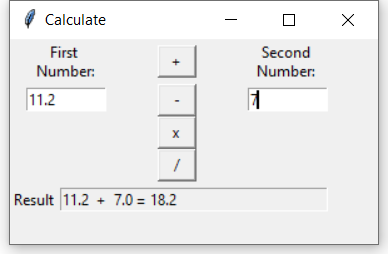 Calculate
First
Number:
+
Second
Number:
11.2
-
7
x
/
Result 11.2 + 7.0 = 18.2